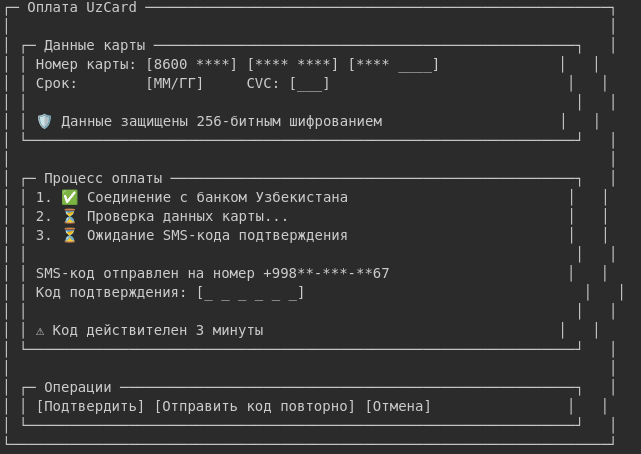 Оплата UzCard
Данные карты
Номер карты: [8600 ****] [**** ****] [**** ____]
Срок: [ММ/ГГ] CVC: [___]
🛡️ Данные защищены 256-битным шифрованием
Процесс оплаты
1. ✅ Соединение с банком Узбекистана
2. ⏳ Проверка данных карты...
3. ⏳ Ожидание SMS-кода подтверждения
SMS-код отправлен на номер +998**-***-**67
Код подтверждения: [_ _ _ _ _ _]
⚠ Код действителен 3 минуты
Операции
[Подтвердить] [Отправить код повторно] [Отмена]